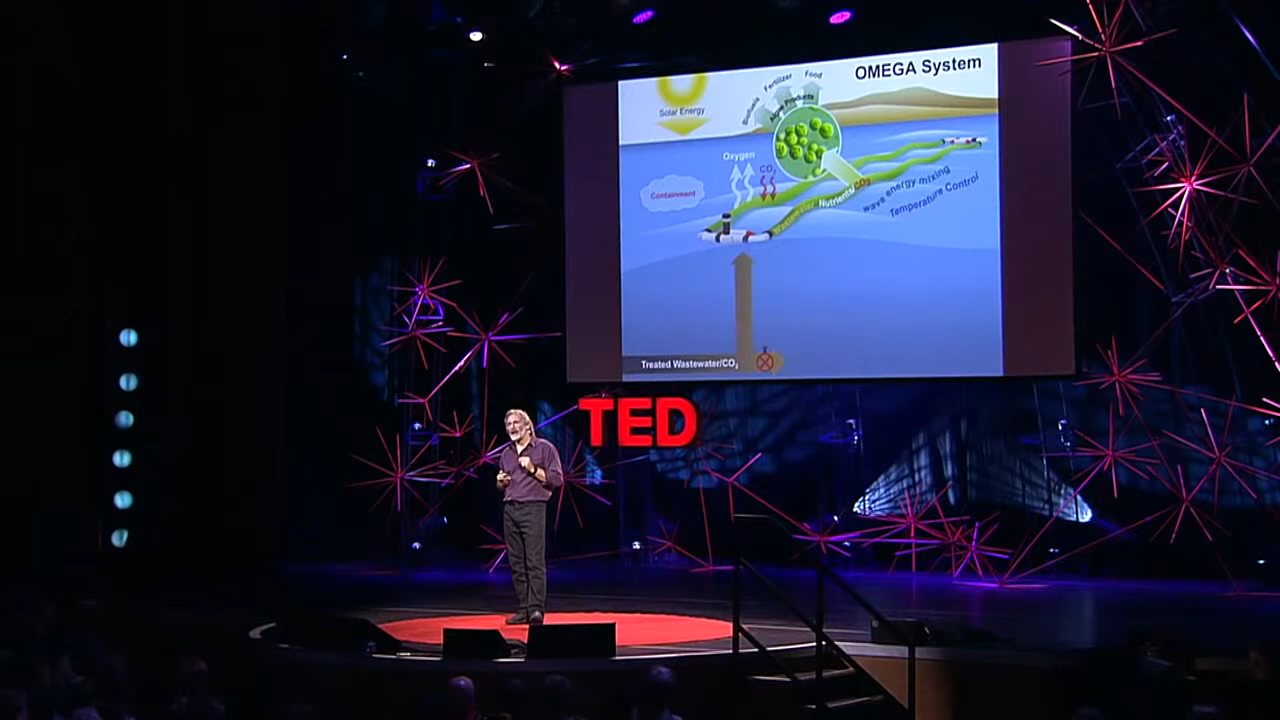 OMEGA System
Solar Energy
Biofuels
Fertilizer
Food
Algae Products
Oxygen
CO2
Containment
Wastewater Nutrients/CO2
wave energy mixing
Temperature Control
Treated Wastewater/CO2
TED